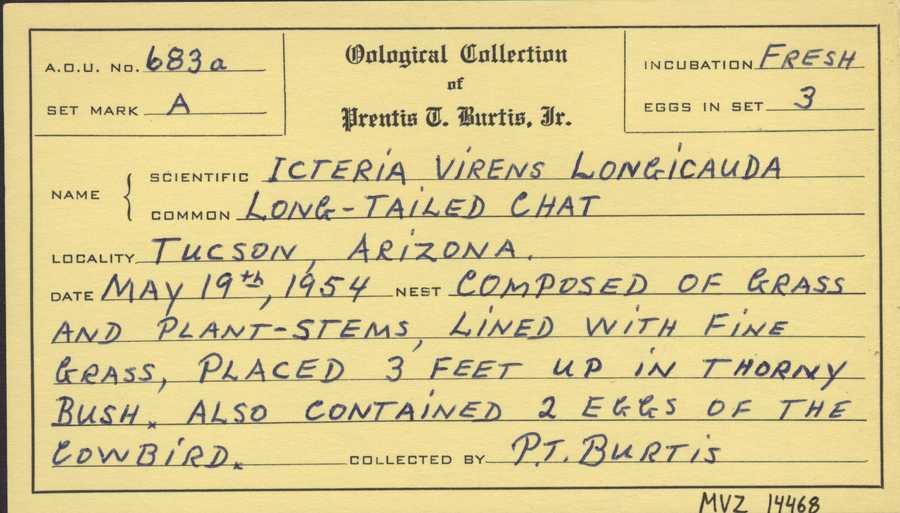 A.O.U. No. 683a
SET MARK A
Oological Collection
of
Prentis T. Burtis, Jr.
INCUBATION FRESH
EGGS IN SET 3
NAME
SCIENTIFIC ICTERIA VIRENS LONGICAUDA
COMMON LONG-TAILED CHAT
LOCALITY TUCSON, ARIZONA.
DATE MAY 19th, 1954 NEST COMPOSED OF GRASS
AND PLANT-STEMS, LINED WITH FINE
GRASS, PLACED 3 FEET UP IN THORNY
BUSH. ALSO CONTAINED 2 EGGS OF THE
COWBIRD. COLLECTED BY P.T. BURTIS
MVZ 14468